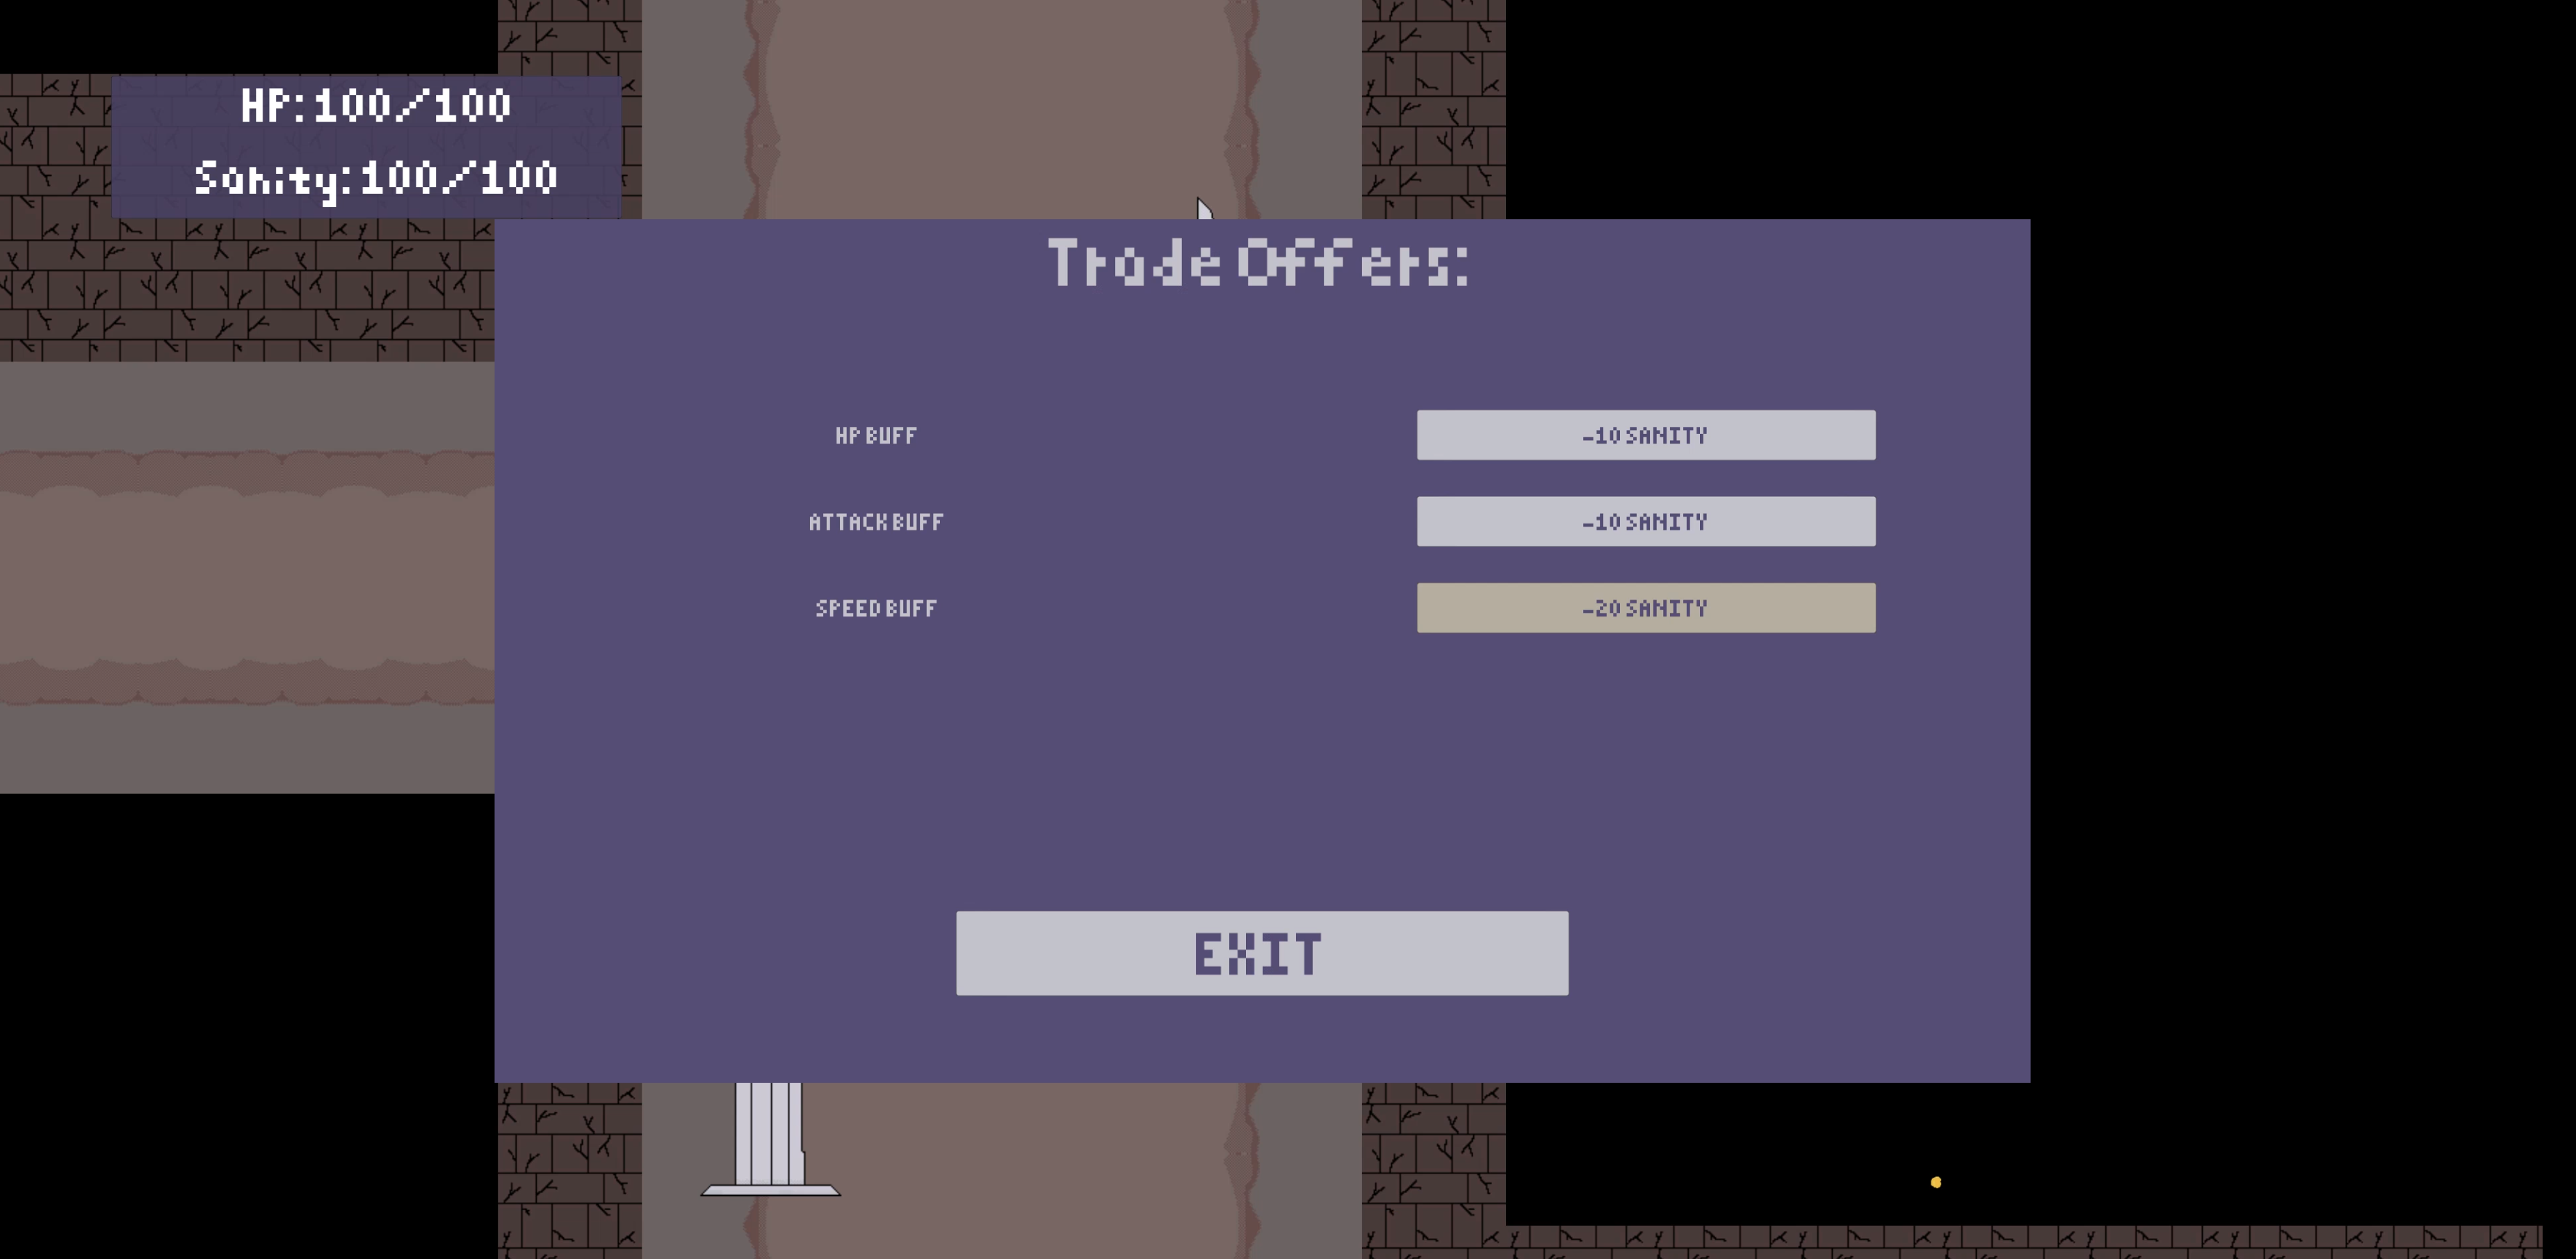 HP:100/100
Sanity:100/100
Trade Offers:
HP BUFF
-10 SANITY
ATTACK BUFF
-10 SANITY
SPEED BUFF
-20 SANITY
EXIT